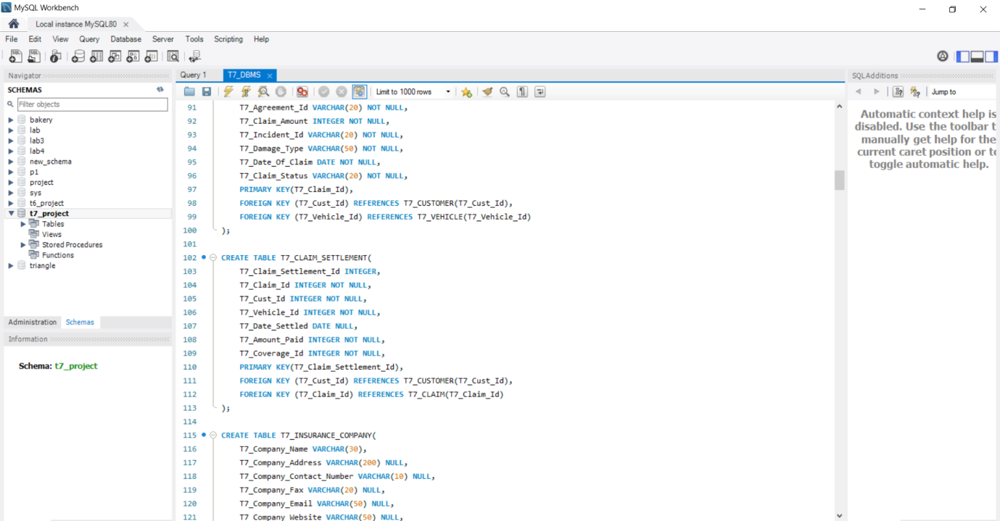 MySQL Workbench
Local instance MySQL80
File Edit View Query Database Server Tools Scripting Help
Navigator
SCHEMAS
Filter objects
bakery
lab
lab3
lab4
new_schema
p1
project
sys
t6_project
t7_project
Tables
Views
Stored Procedures
Functions
triangle
Administration Schemas
Information
Schema: t7_project
Query 1 T7_DBMS
Limit to 1000 rows
91 T7_Agreement_Id VARCHAR(20) NOT NULL,
92 T7_Claim_Amount INTEGER NOT NULL,
93 T7_Incident_Id VARCHAR(20) NOT NULL,
94 T7_Damage_Type VARCHAR(50) NOT NULL,
95 T7_Date_Of_Claim DATE NOT NULL,
96 T7_Claim_Status VARCHAR(20) NOT NULL,
97 PRIMARY KEY(T7_Claim_Id),
98 FOREIGN KEY (T7_Cust_Id) REFERENCES T7_CUSTOMER(T7_Cust_Id),
99 FOREIGN KEY (T7_Vehicle_Id) REFERENCES T7_VEHICLE(T7_Vehicle_Id)
100 );
101
102 CREATE TABLE T7_CLAIM_SETTLEMENT(
103 T7_Claim_Settlement_Id INTEGER,
104 T7_Claim_Id INTEGER NOT NULL,
105 T7_Cust_Id INTEGER NOT NULL,
106 T7_Vehicle_Id INTEGER NOT NULL,
107 T7_Date_Settled DATE NULL,
108 T7_Amount_Paid INTEGER NOT NULL,
109 T7_Coverage_Id INTEGER NOT NULL,
110 PRIMARY KEY(T7_Claim_Settlement_Id),
111 FOREIGN KEY (T7_Cust_Id) REFERENCES T7_CUSTOMER(T7_Cust_Id),
112 FOREIGN KEY (T7_Claim_Id) REFERENCES T7_CLAIM(T7_Claim_Id)
113 );
114
115 CREATE TABLE T7_INSURANCE_COMPANY(
116 T7_Company_Name VARCHAR(30),
117 T7_Company_Address VARCHAR(200) NULL,
118 T7_Company_Contact_Number VARCHAR(10) NULL,
119 T7_Company_Fax VARCHAR(20) NULL,
120 T7_Company_Email VARCHAR(50) NULL,
121 T7_Company_Website VARCHAR(50) NULL,
SQLAdditions
Jump to
Automatic context help is
disabled. Use the toolbar t
manually get help for the
current caret position or to
toggle automatic help.